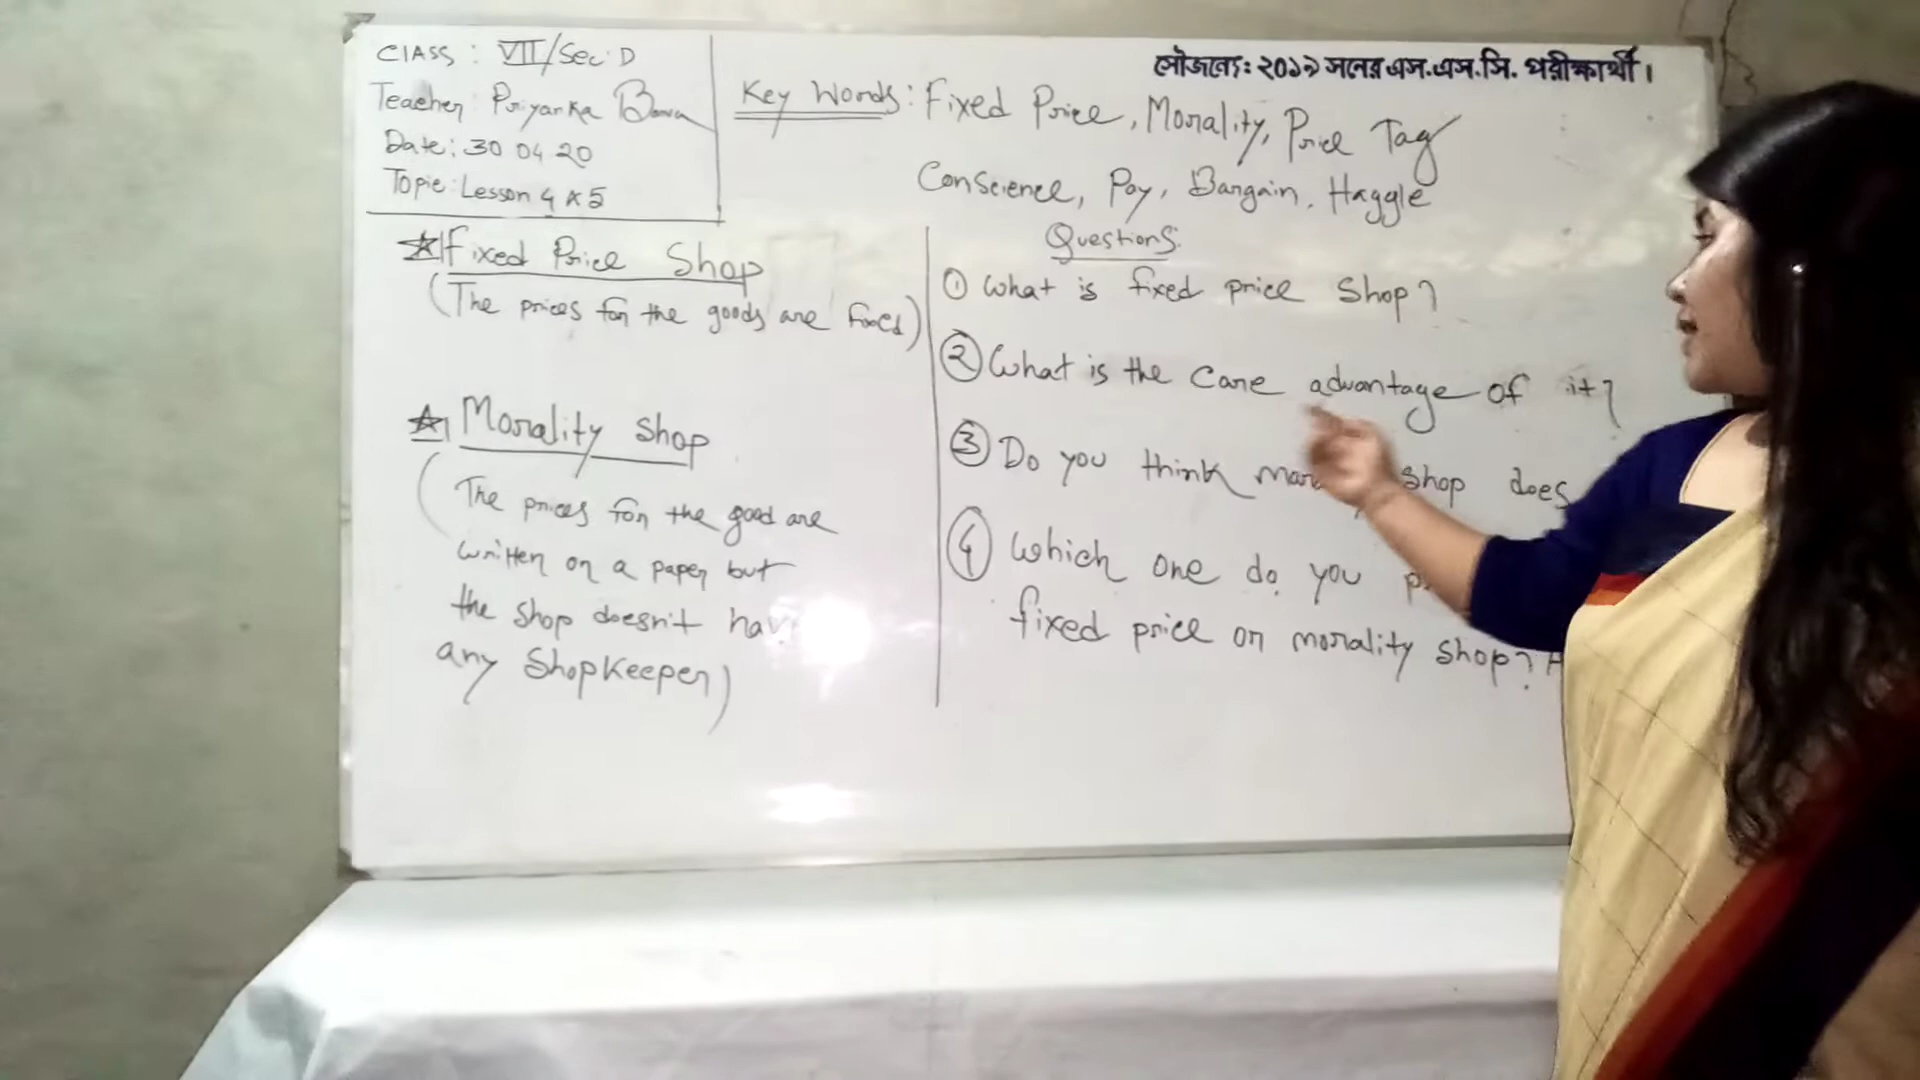 CLASS : VII/Sec: D
Teacher Priyanka
Date: 30 04 20
Topic: Lesson 4 & 5
সৌজন্যে: ২০১৯ সনের এস.এস.সি. পরীক্ষার্থী।
Key Words: Fixed Price, Morality, Price Tag
Conscience, Pay, Bargain, Haggle
Fixed Price Shop
(The prices for the goods are fixed)
Morality Shop
(The prices for the good are
written on a paper but
the shop doesn't hav
any Shopkeeper)
Questions:
① What is fixed price Shop?
② What is the core advantage of it?
③ Do you think Shop does
④ Which one do you
fixed price or morality shop?